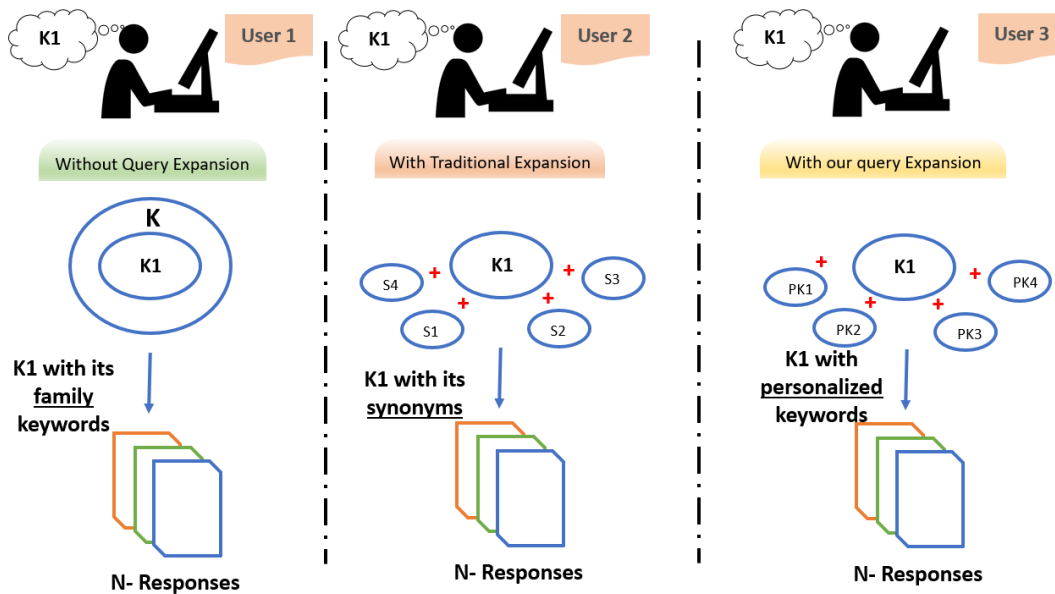 K1
User 1
Without Query Expansion
K
K1
K1 with its
family
keywords
N- Responses
K1
User 2
With Traditional Expansion
K1
S4
S3
S1
S2
K1 with its
synonyms
N- Responses
K1
User 3
With our query Expansion
K1
PK1
PK4
PK2
PK3
K1 with
personalized
keywords
N- Responses